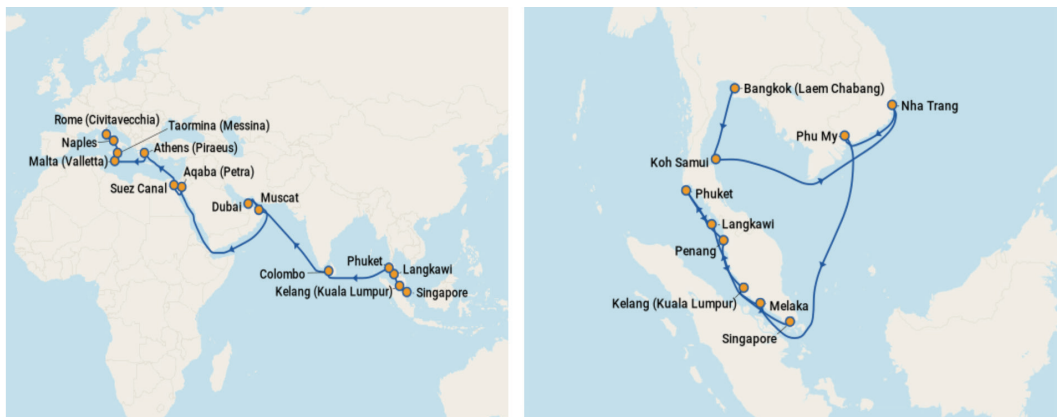 Rome (Civitavecchia)
Taormina (Messina)
Naples
Athens (Piraeus)
Malta (Valletta)
Aqaba (Petra)
Suez Canal
Muscat
Dubai
Phuket
Colombo
Langkawi
Kelang (Kuala Lumpur)
Singapore
Bangkok (Laem Chabang)
Nha Trang
Phu My
Koh Samui
Phuket
Langkawi
Penang
Kelang (Kuala Lumpur)
Melaka
Singapore